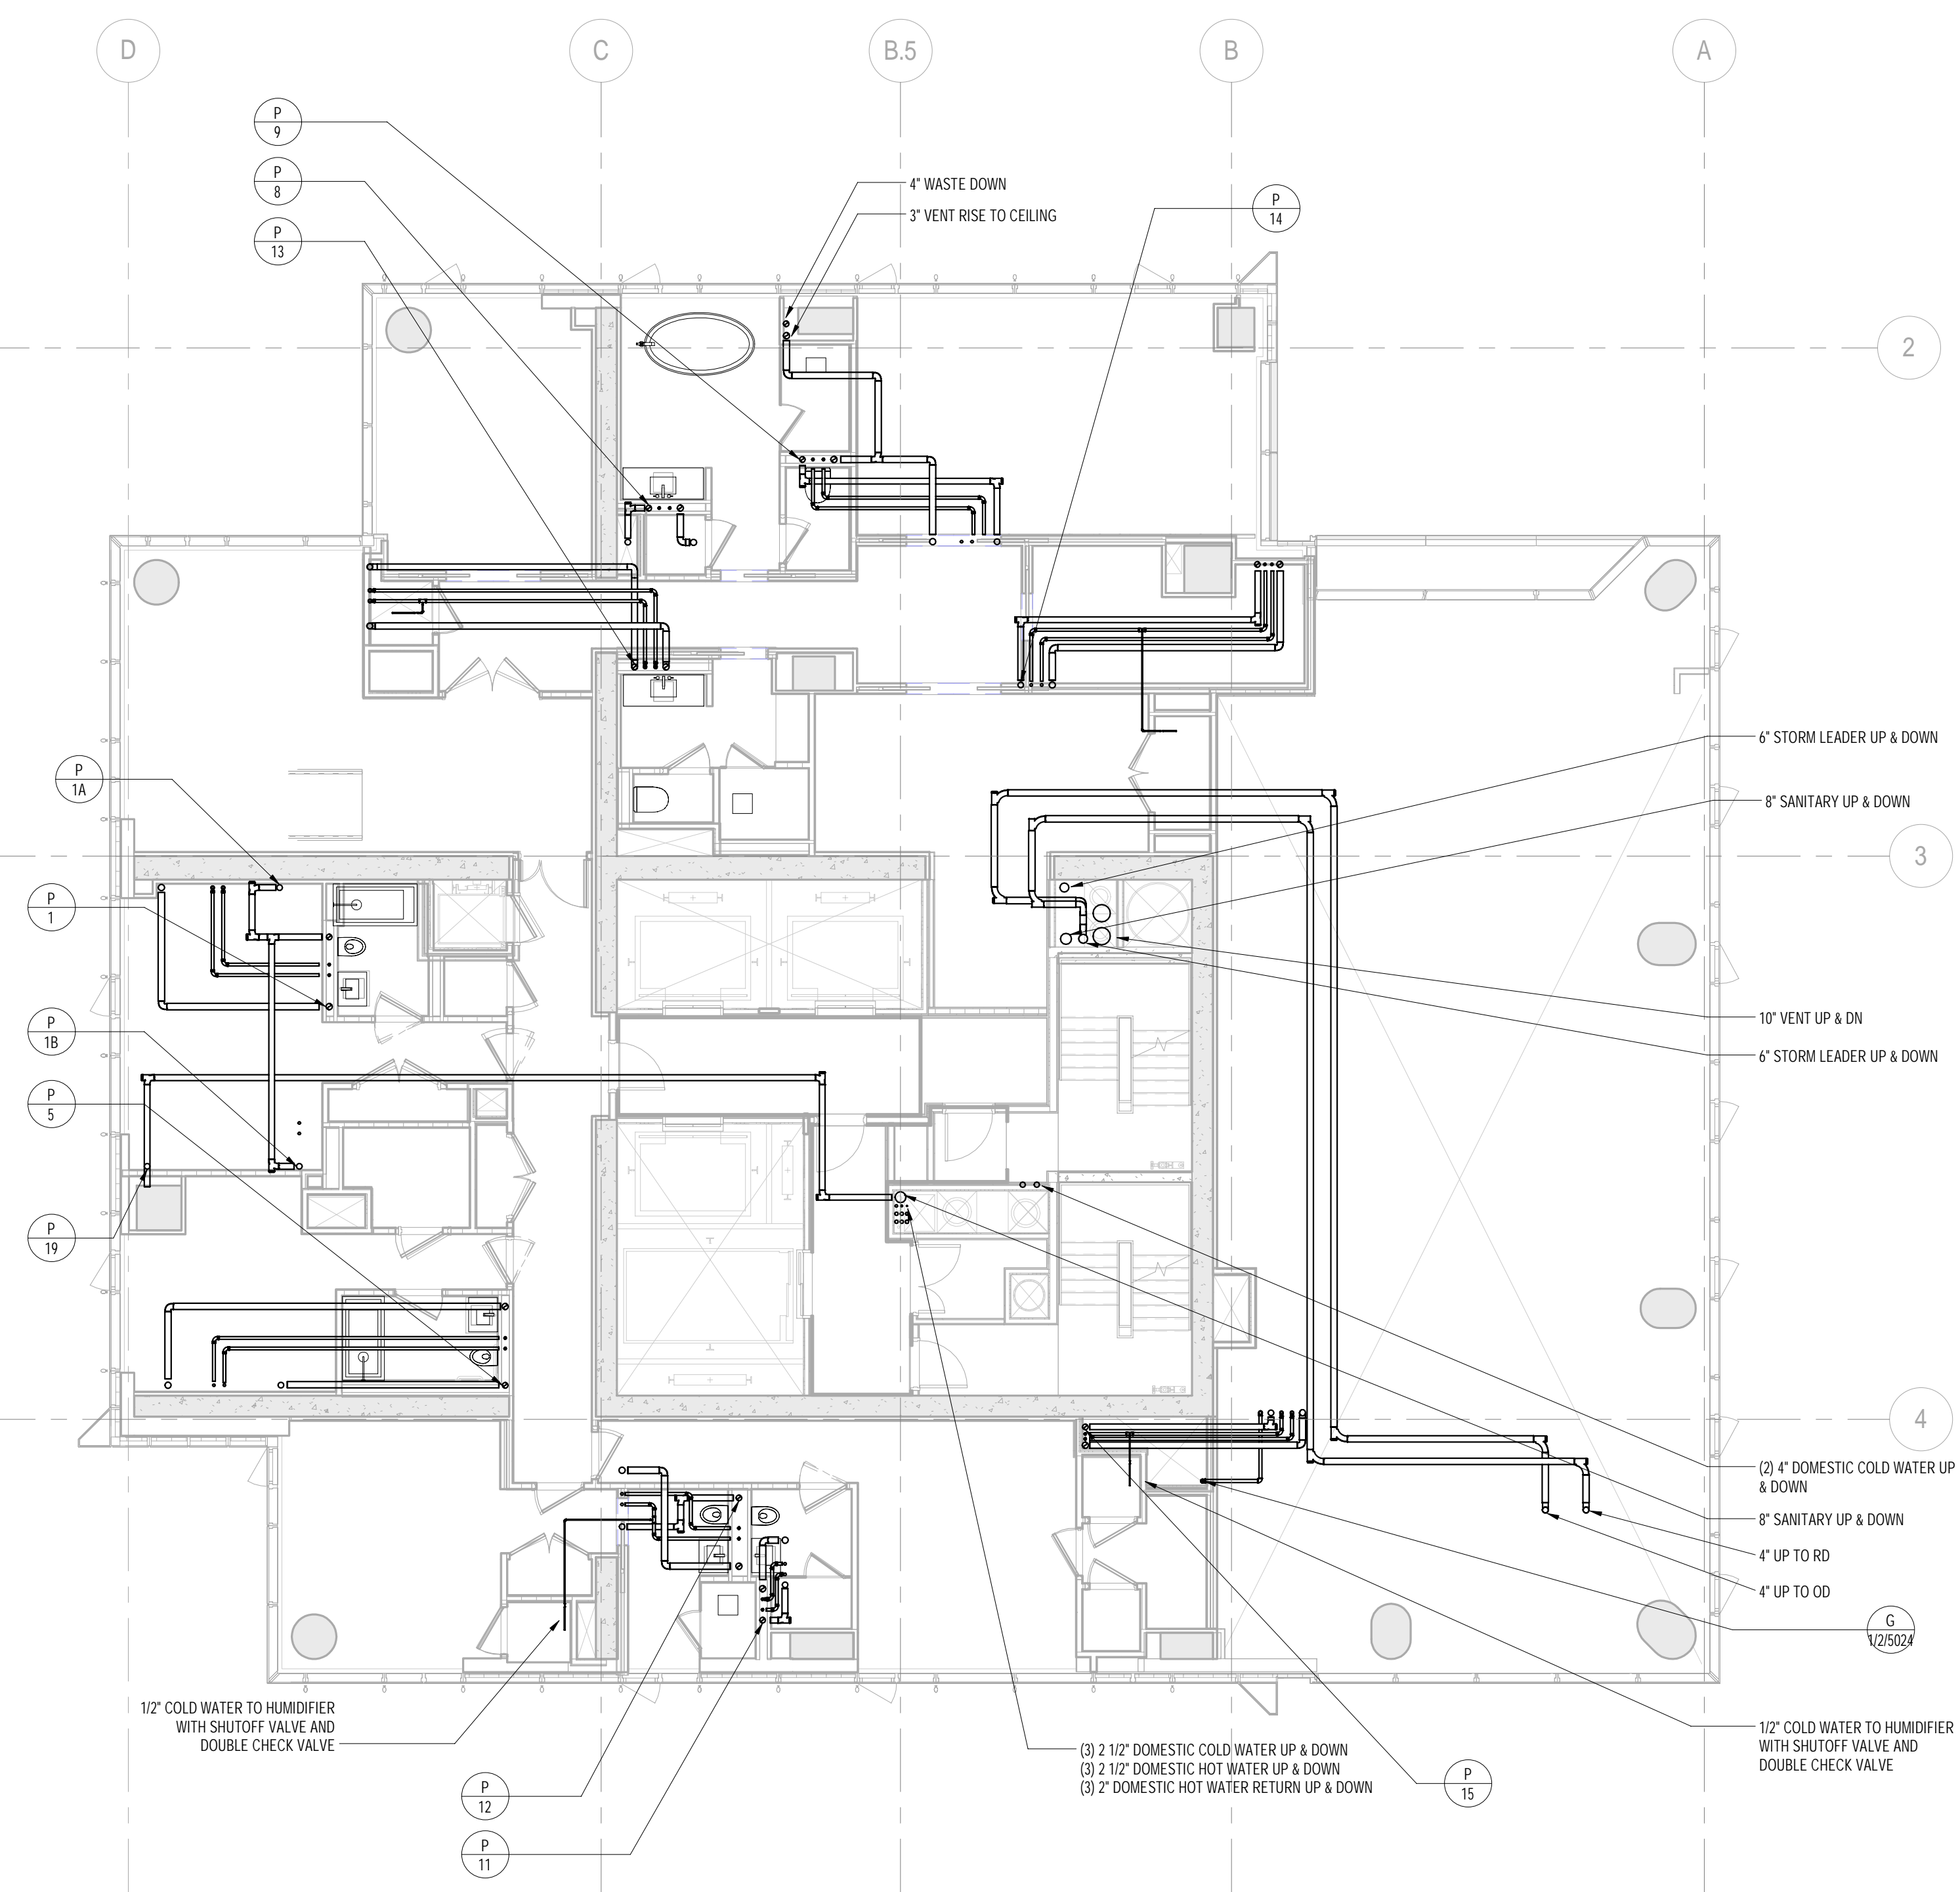 D
C
B.5
B
A
P
9
P
8
P
13
4" WASTE DOWN
3" VENT RISE TO CEILING
P
14
2
6" STORM LEADER UP & DOWN
P
1A
8" SANITARY UP & DOWN
3
P
1
10" VENT UP & DN
P
1B
6" STORM LEADER UP & DOWN
P
5
P
19
4
(2) 4" DOMESTIC COLD WATER UP
& DOWN
8" SANITARY UP & DOWN
4" UP TO RD
4" UP TO OD
G
1/2/5024
1/2" COLD WATER TO HUMIDIFIER
WITH SHUTOFF VALVE AND
DOUBLE CHECK VALVE
1/2" COLD WATER TO HUMIDIFIER
WITH SHUTOFF VALVE AND
DOUBLE CHECK VALVE
(3) 2 1/2" DOMESTIC COLD WATER UP & DOWN
(3) 2 1/2" DOMESTIC HOT WATER UP & DOWN
(3) 2" DOMESTIC HOT WATER RETURN UP & DOWN
P
15
P
12
P
11